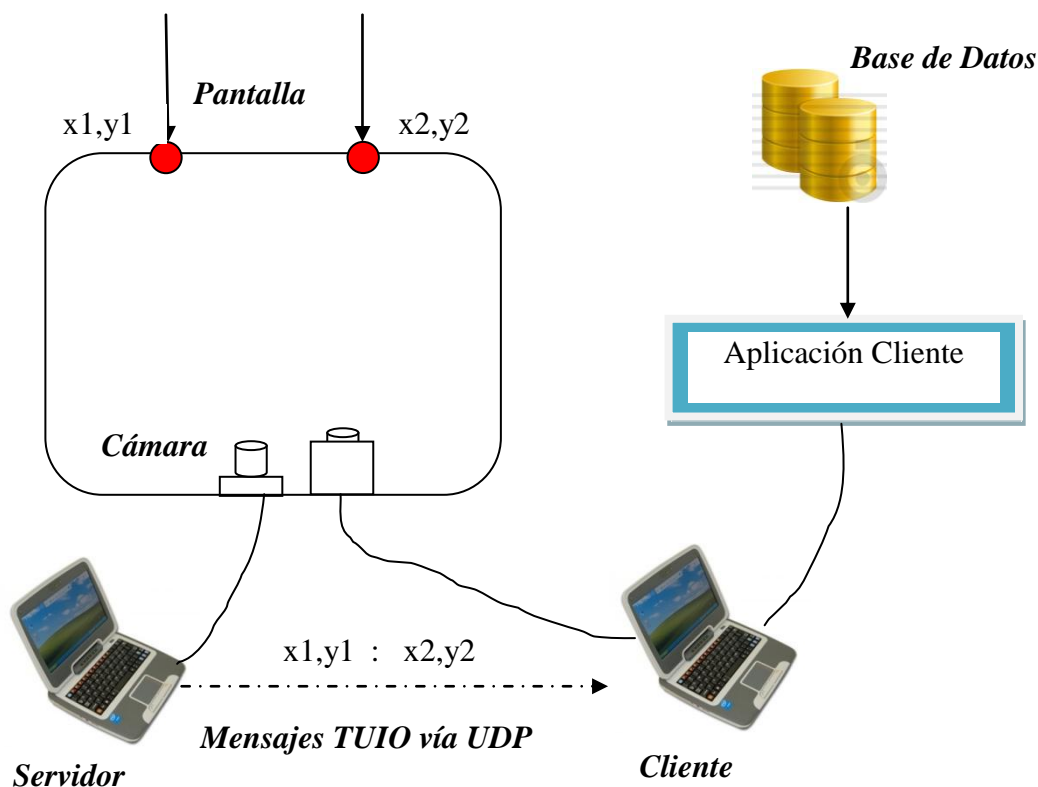 Base de Datos
Pantalla
x1,y1
x2,y2
Aplicación Cliente
Cámara
x1,y1 : x2,y2
Mensajes TUIO vía UDP
Servidor
Cliente